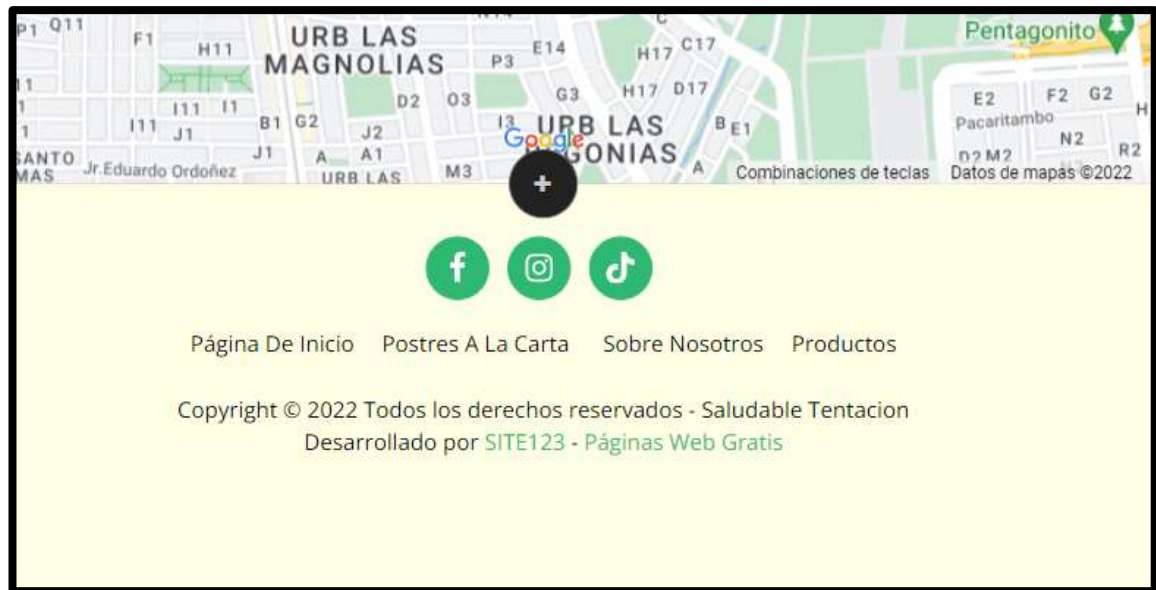 P1 Q11 F1 H11 URB LAS MAGNOLIAS P3 E14 H17 C17 Pentagonito
I11 I1 D2 O3 G3 H17 D17 E2 F2 G2 H
1 I11 J1 B1 G2 J2 I3 URB LAS B E1 Pacaritambo N2
Google
SANTO MAS Jr.Eduardo Ordoñez J1 A A1 URB LAS M3 A D2 M2 R2
Combinaciones de teclas Datos de mapas ©2022
+
Página De Inicio Postres A La Carta Sobre Nosotros Productos
Copyright © 2022 Todos los derechos reservados - Saludable Tentacion
Desarrollado por SITE123 - Páginas Web Gratis